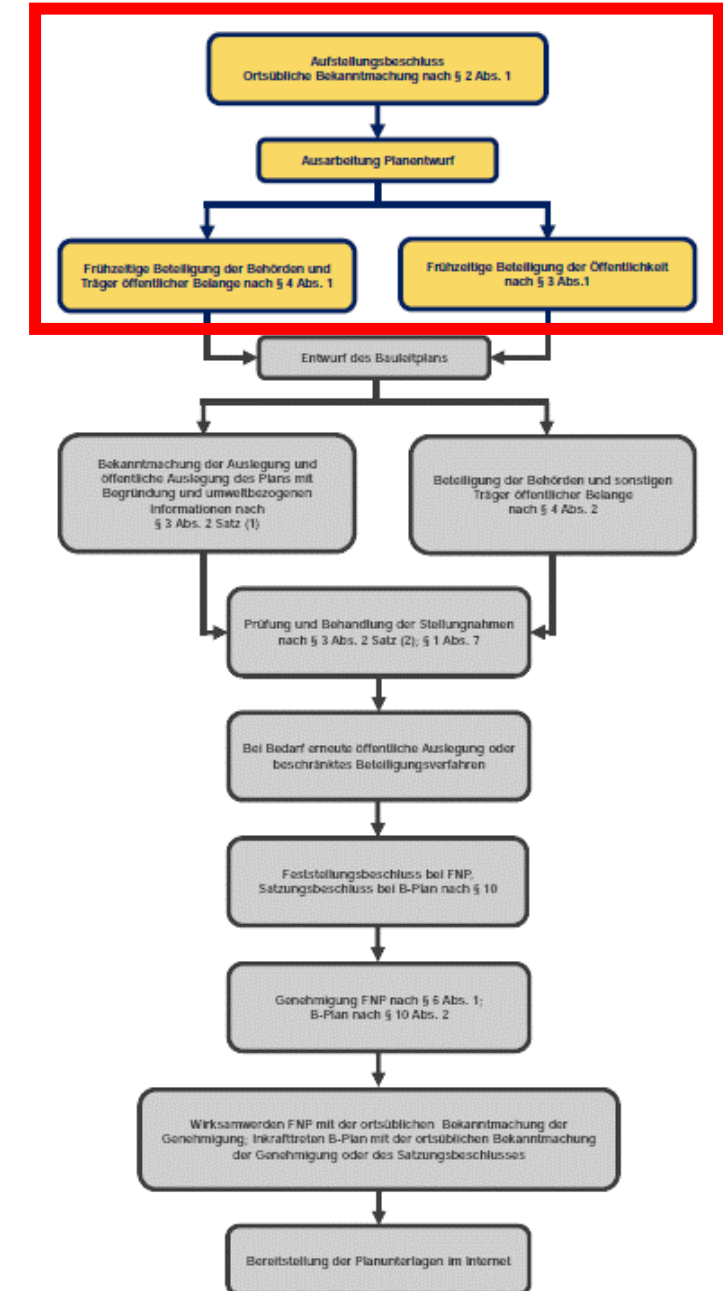 Aufstellungsbeschluss
Ortsübliche Bekanntmachung nach § 2 Abs. 1
Ausarbeitung Planentwurf
Frühzeitige Beteiligung der Behörden und
Träger öffentlicher Belange nach § 4 Abs. 1
Frühzeitige Beteiligung der Öffentlichkeit
nach § 3 Abs.1
Entwurf des Bauleitplans
Bekanntmachung der Auslegung und
öffentliche Auslegung des Plans mit
Begründung und umweltbezogenen
Informationen nach
§ 3 Abs. 2 Satz (1)
Beteiligung der Behörden und sonstigen
Träger öffentlicher Belange
nach § 4 Abs. 2
Prüfung und Behandlung der Stellungnahmen
nach § 3 Abs. 2 Satz (2); § 1 Abs. 7
Bei Bedarf erneute öffentliche Auslegung oder
beschränktes Beteiligungsverfahren
Feststellungsbeschluss bei FNP,
Satzungsbeschluss bei B-Plan nach § 10
Genehmigung FNP nach § 6 Abs. 1;
B-Plan nach § 10 Abs. 2
Wirksamwerden FNP mit der ortsüblichen Bekanntmachung der
Genehmigung; Inkrafttreten B-Plan mit der ortsüblichen Bekanntmachung
der Genehmigung oder des Satzungsbeschlusses
Bereitstellung der Planunterlagen im Internet